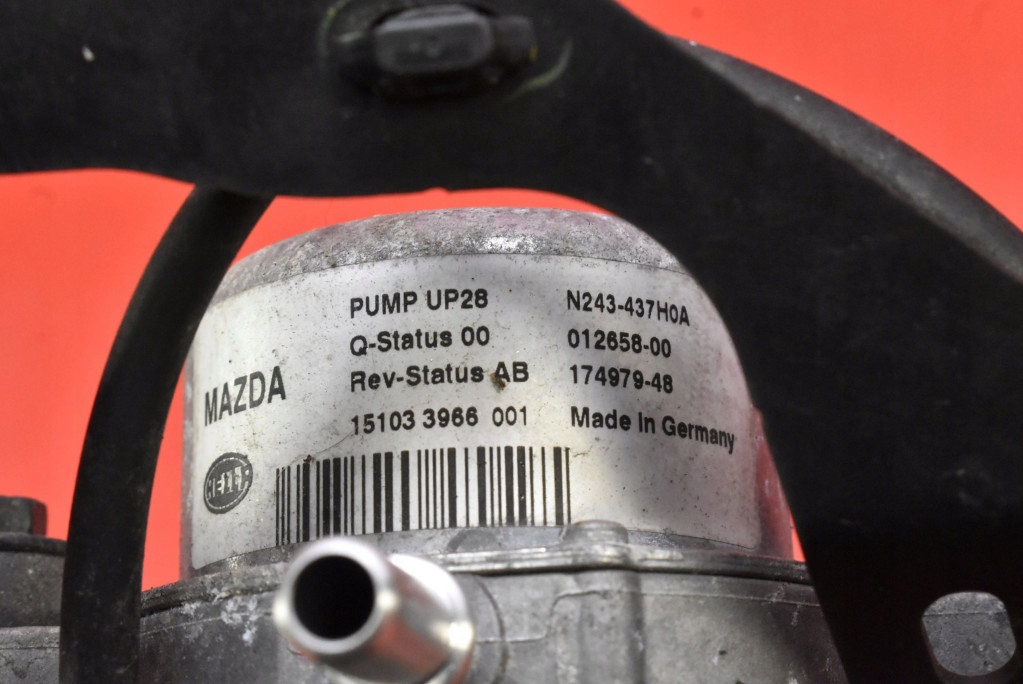 MAZDA
HELLA
PUMP UP28
Q-Status 00
Rev-Status AB
15103 3966 001
N243-437H0A
012658-00
174979-48
Made in Germany